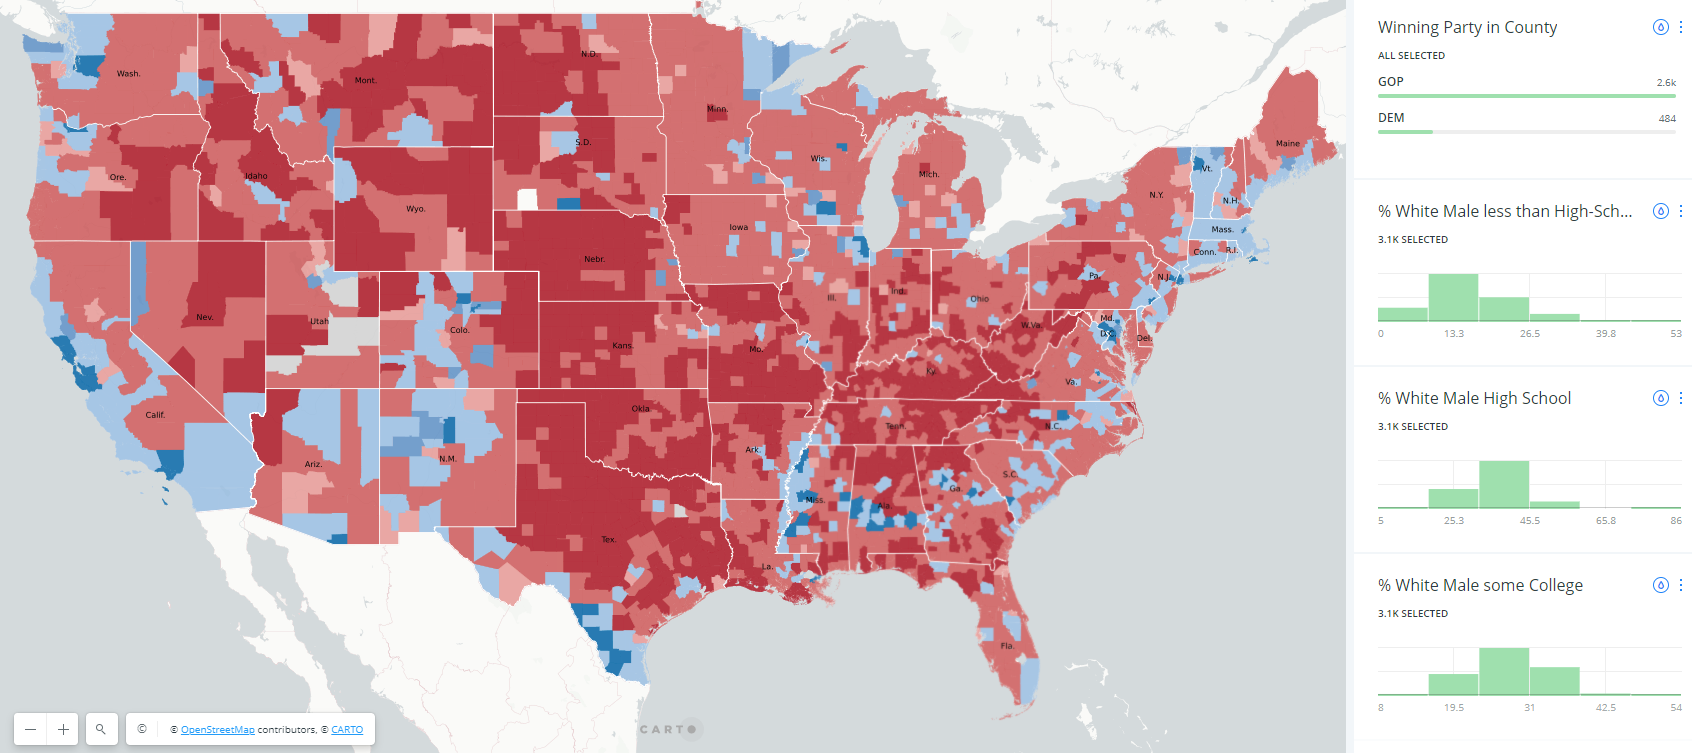 Wash.
Mont.
N.D.
Minn.
Ore.
Idaho
S.D.
Wis.
Mich.
Maine
Vt.
N.Y.
N.H.
Wyo.
Iowa
Mass.
Conn. R.I.
Nebr.
Pa.
N.J.
Nev.
Utah
Colo.
Ill.
Ind.
Ohio
W.Va.
Md.
D.C.
Del.
Kans.
Mo.
Ky.
Va.
Calif.
Okla.
Tenn.
N.C.
Ariz.
N.M.
Ark.
S.C.
Miss.
Ala.
Ga.
Tex.
La.
Fla.
Winning Party in County
ALL SELECTED
GOP 2.6k
DEM 484
% White Male less than High-Sch...
3.1K SELECTED
0 13.3 26.5 39.8 53
% White Male High School
3.1K SELECTED
5 25.3 45.5 65.8 86
% White Male some College
3.1K SELECTED
8 19.5 31 42.5 54
© © OpenStreetMap contributors, © CARTO
CARTO